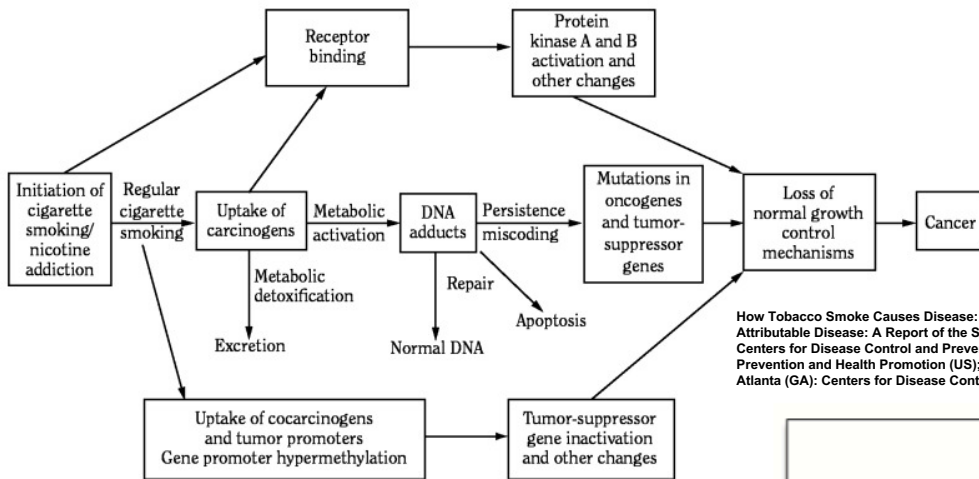 Receptor
binding
Protein
kinase A and B
activation and
other changes
Initiation of
cigarette
smoking/
nicotine
addiction
Regular
cigarette
smoking
Uptake of
carcinogens
Metabolic
activation
DNA
adducts
Persistence
miscoding
Mutations in
oncogenes
and tumor-
suppressor
genes
Loss of
normal growth
control
mechanisms
Cancer
Metabolic
detoxification
Excretion
Repair
Normal DNA
Apoptosis
Uptake of cocarcinogens
and tumor promoters
Gene promoter hypermethylation
Tumor-suppressor
gene inactivation
and other changes
How Tobacco Smoke Causes Disease:
Attributable Disease: A Report of the S
Centers for Disease Control and Preve
Prevention and Health Promotion (US);
Atlanta (GA): Centers for Disease Cont